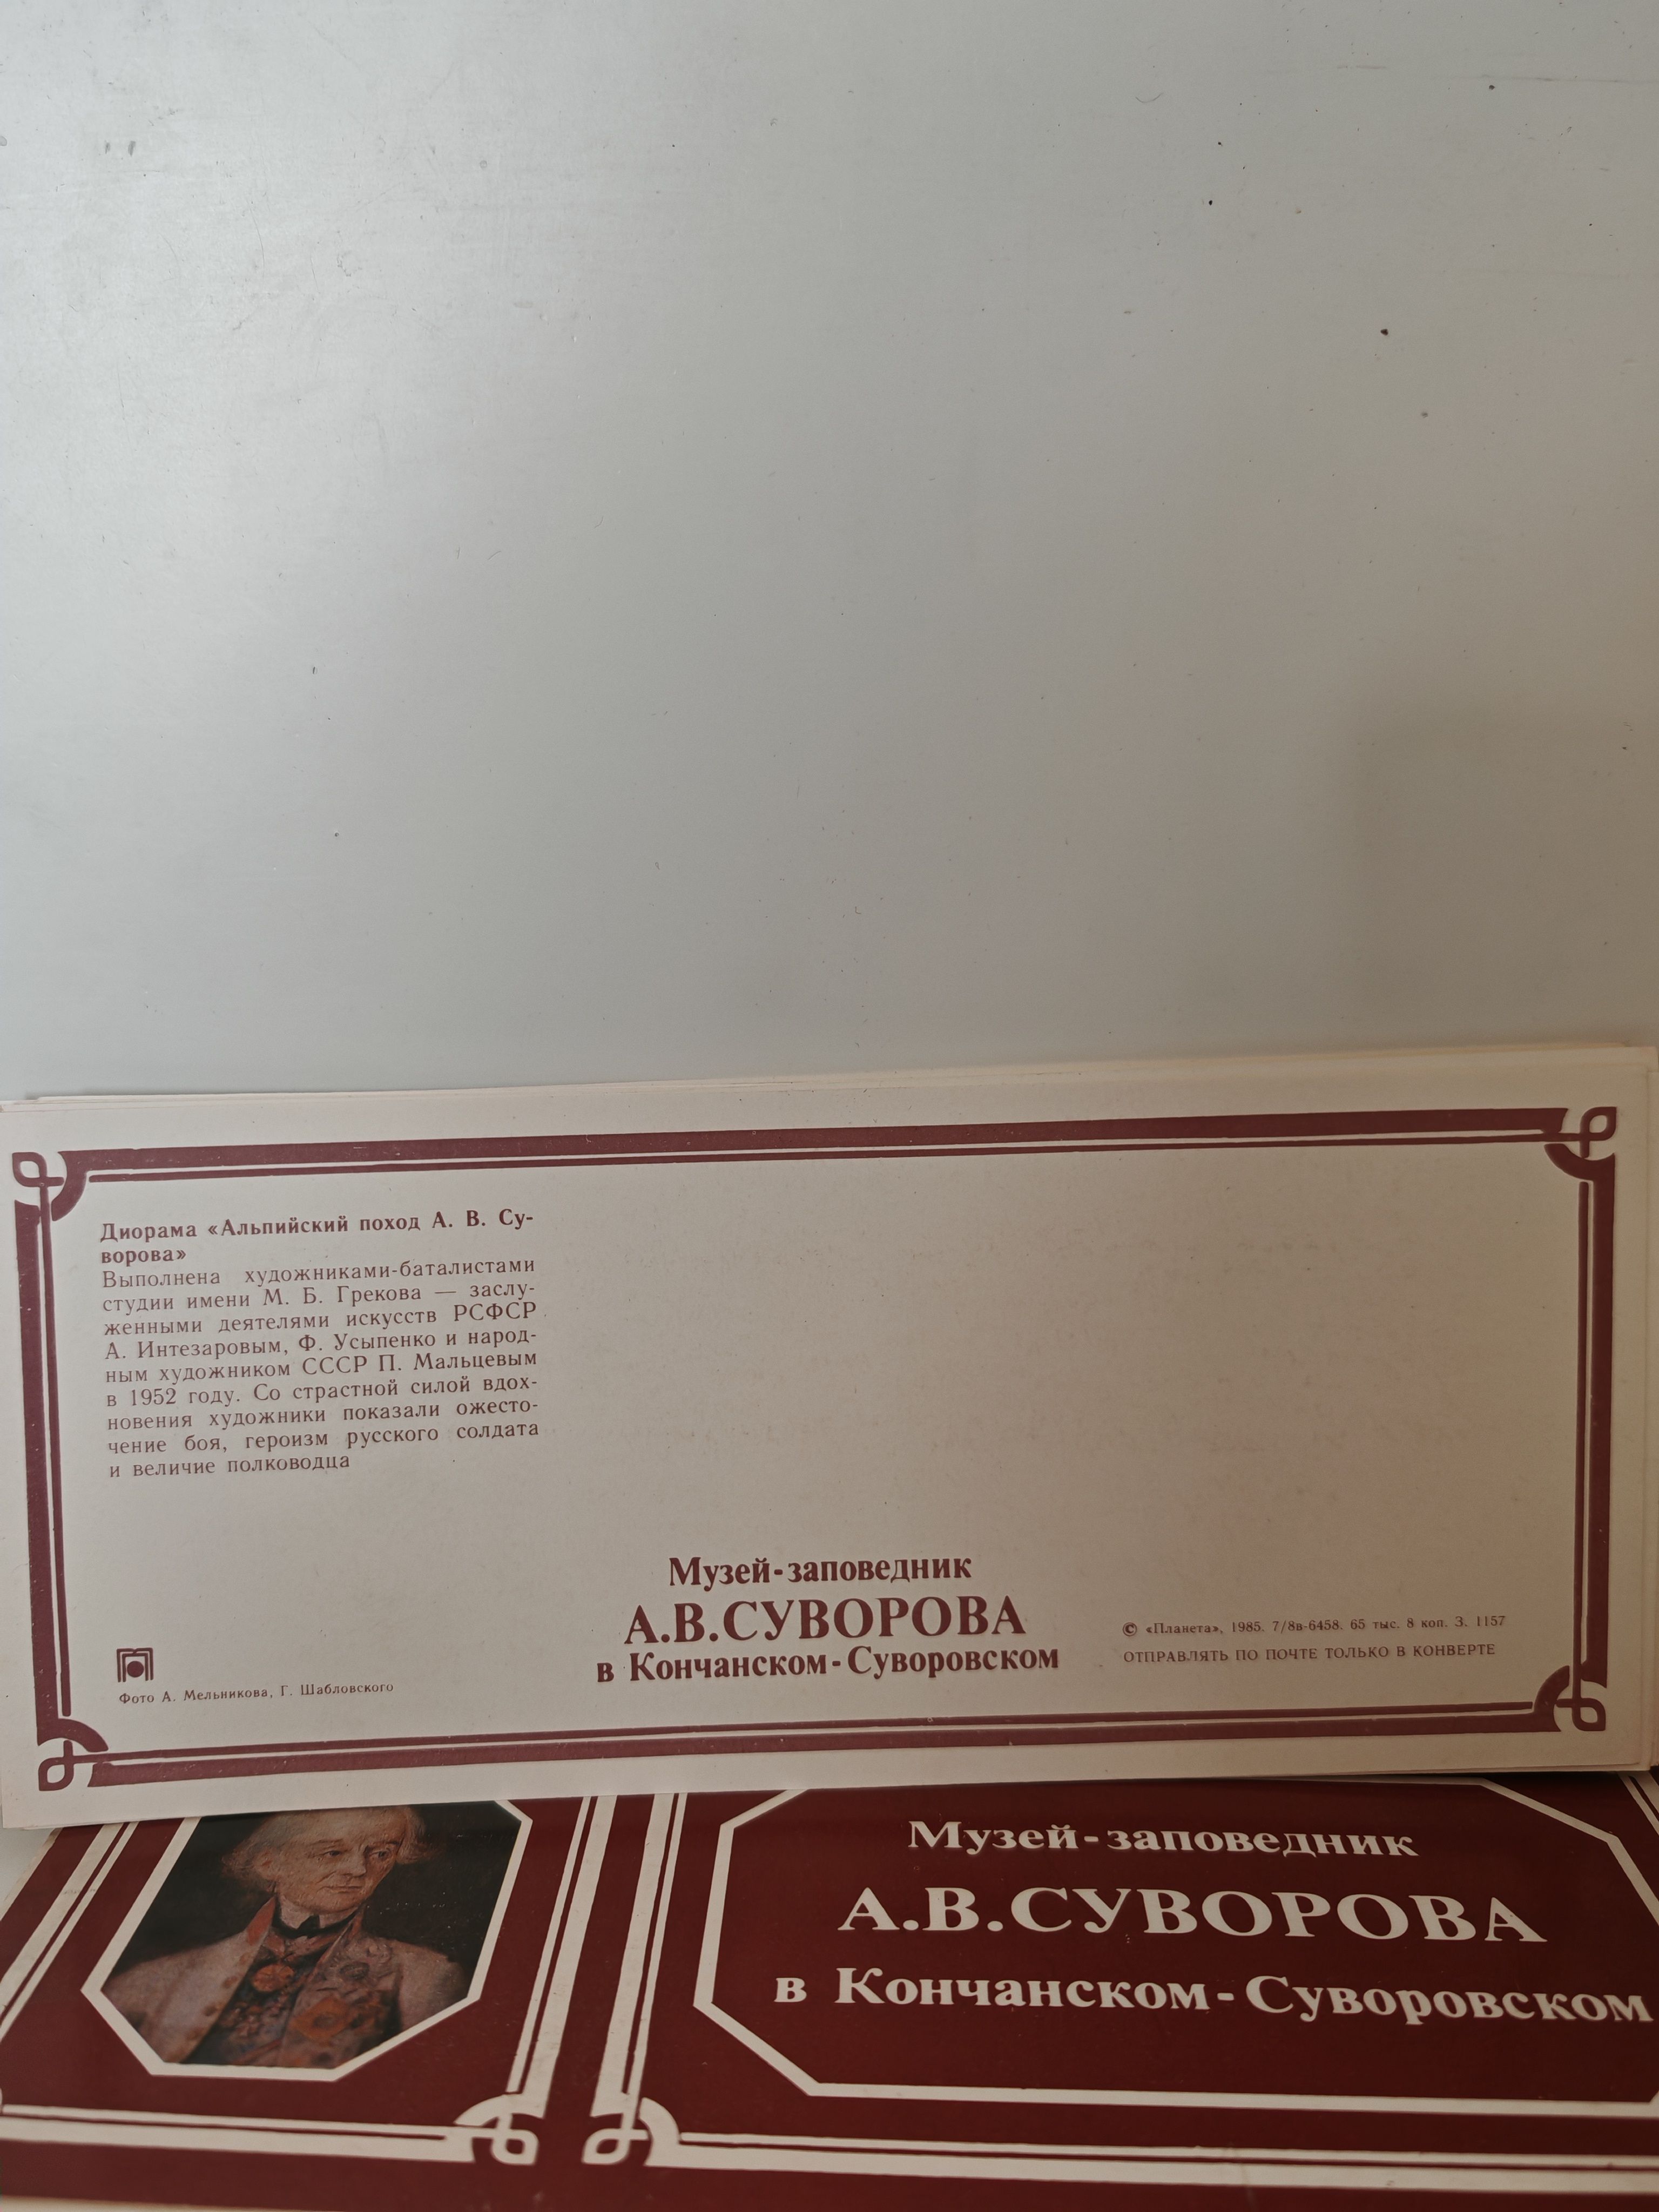 Диорама «Альпийский поход А. В. Су-
ворова»
Выполнена художниками-баталистами
студии имени М. Б. Грекова — заслу-
женными деятелями искусств РСФСР
А. Интезаровым, Ф. Усыпенко и народ-
ным художником СССР П. Мальцевым
в 1952 году. Со страстной силой вдох-
новения художники показали ожесто-
чение боя, героизм русского солдата
и величие полководца
Фото А. Мельникова, Г. Шабловского
Музей-заповедник
А.В.СУВОРОВА
в Кончанском-Суворовском
© «Планета», 1985. 7/8в-6458. 65 тыс. 8 коп. З. 1157
ОТПРАВЛЯТЬ ПО ПОЧТЕ ТОЛЬКО В КОНВЕРТЕ
Музей-заповедник
А.В.СУВОРОВА
в Кончанском-Суворовском